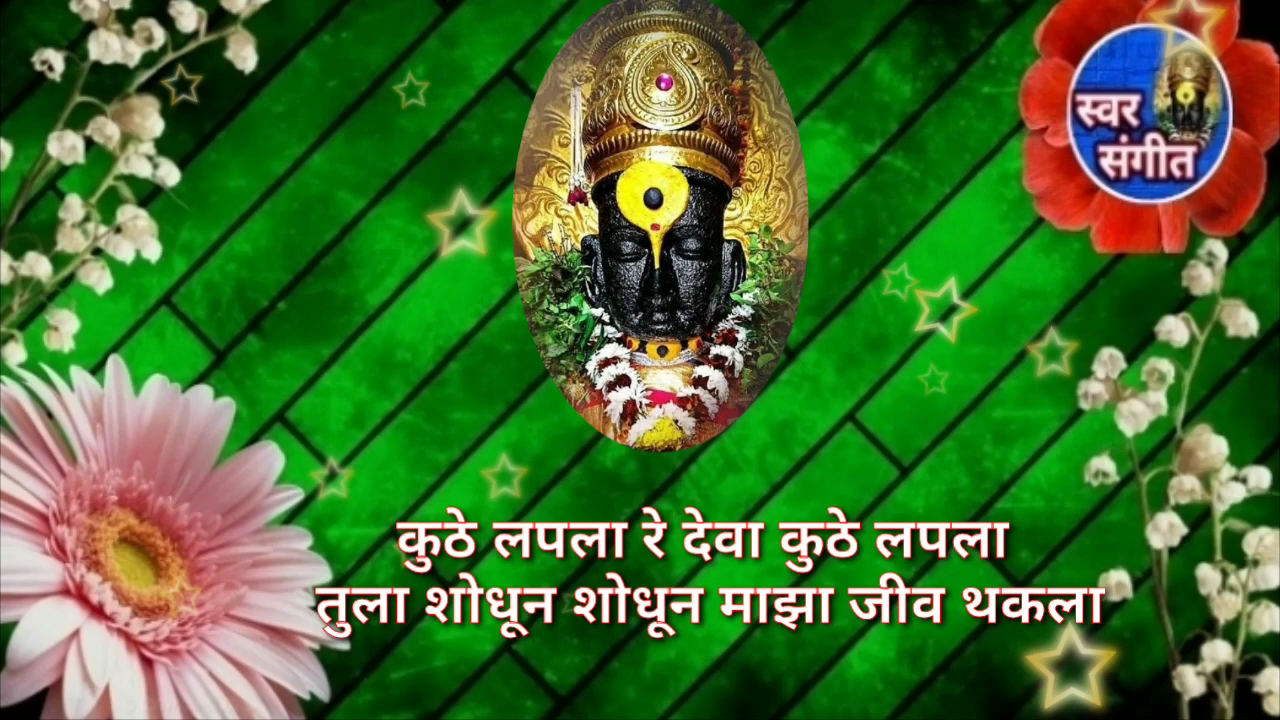 स्वर
संगीत
कुठे लपला रे देवा कुठे लपला
तुला शोधून शोधून माझा जीव थकला